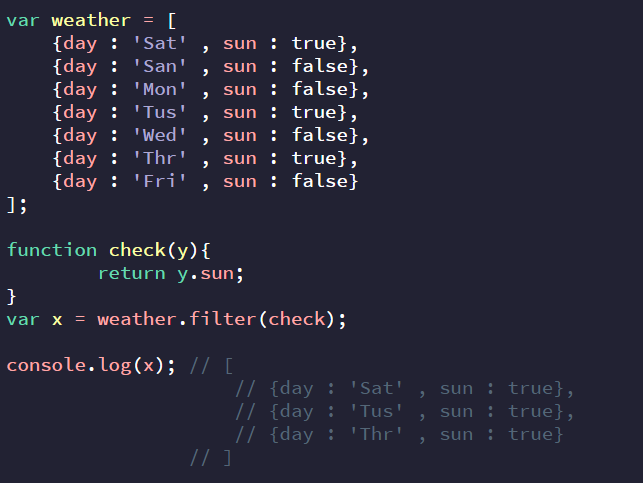 var weather = [
    {day : 'Sat' , sun : true},
    {day : 'San' , sun : false},
    {day : 'Mon' , sun : false},
    {day : 'Tus' , sun : true},
    {day : 'Wed' , sun : false},
    {day : 'Thr' , sun : true},
    {day : 'Fri' , sun : false}
];
function check(y){
        return y.sun;
}
var x = weather.filter(check);
console.log(x); // [
                    // {day : 'Sat' , sun : true},
                    // {day : 'Tus' , sun : true},
                    // {day : 'Thr' , sun : true}
                // ]